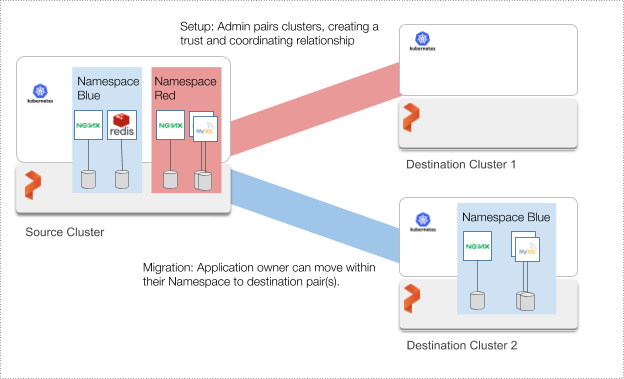 Setup: Admin pairs clusters, creating a
trust and coordinating relationship
kubernetes
Namespace
Blue
NGINX
redis
Namespace
Red
NGINX
MySQL
Source Cluster
kubernetes
Destination Cluster 1
Migration: Application owner can move within
their Namespace to destination pair(s).
kubernetes
Namespace Blue
NGINX
MySQL
Destination Cluster 2